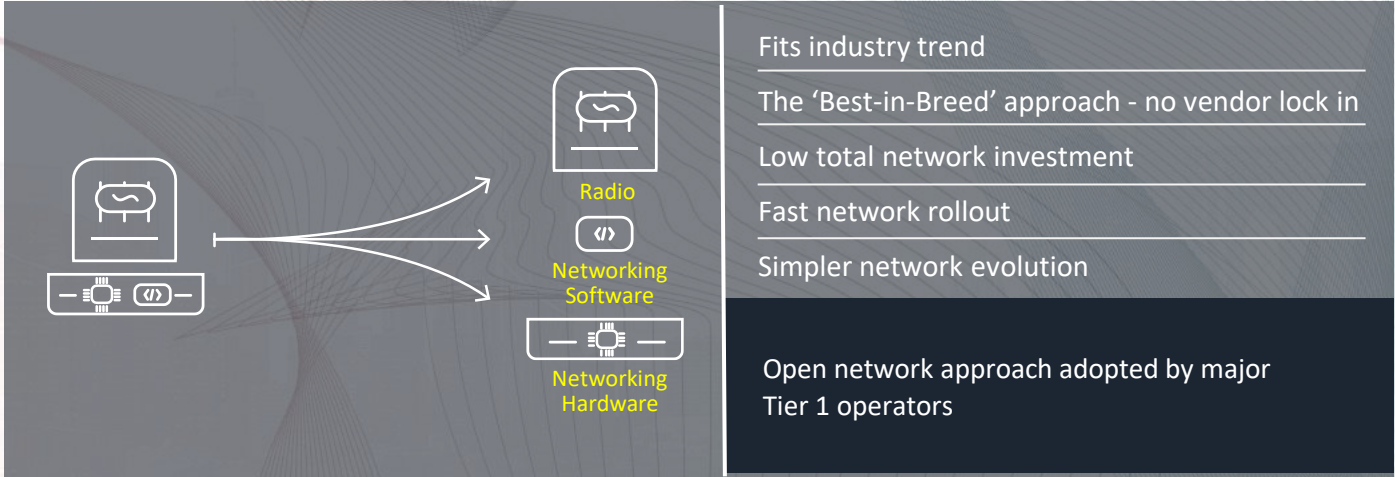 Radio
</>
Networking
Software
Networking
Hardware
</>
Fits industry trend
The ‘Best-in-Breed’ approach - no vendor lock in
Low total network investment
Fast network rollout
Simpler network evolution
Open network approach adopted by major
Tier 1 operators